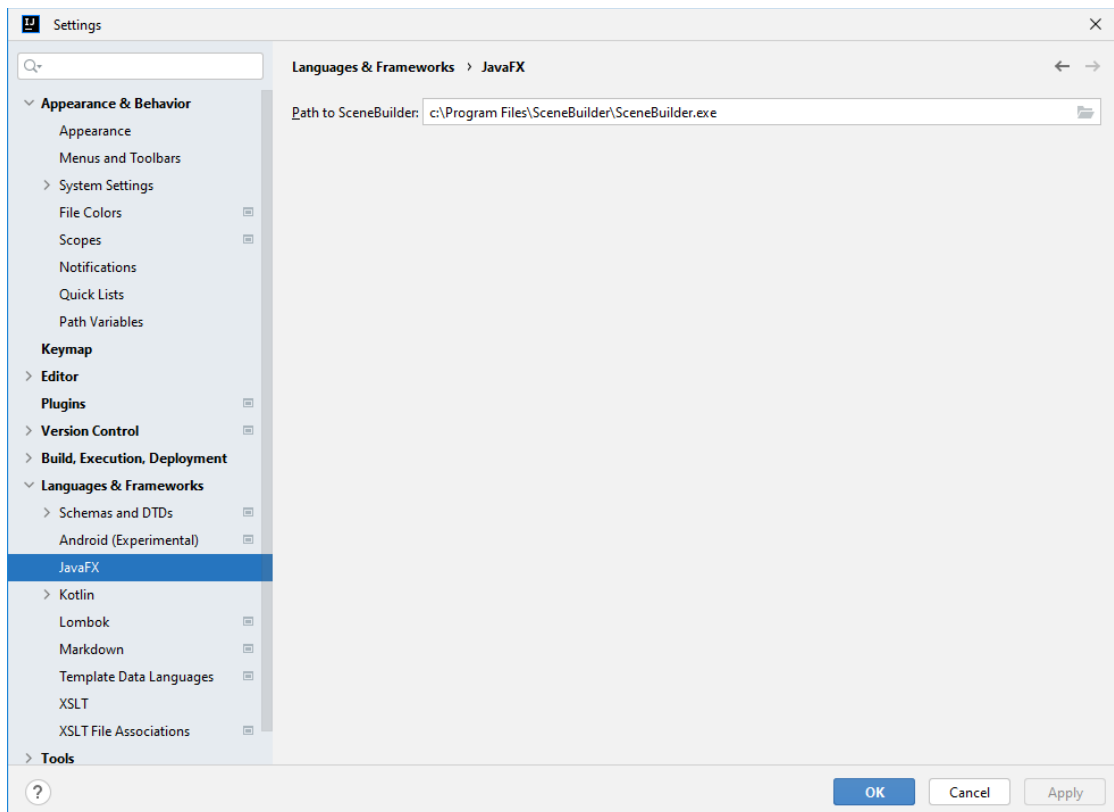 IJ
Settings
Languages & Frameworks > JavaFX
Path to SceneBuilder: c:\Program Files\SceneBuilder\SceneBuilder.exe
Appearance & Behavior
Appearance
Menus and Toolbars
System Settings
File Colors
Scopes
Notifications
Quick Lists
Path Variables
Keymap
Editor
Plugins
Version Control
Build, Execution, Deployment
Languages & Frameworks
Schemas and DTDs
Android (Experimental)
JavaFX
Kotlin
Lombok
Markdown
Template Data Languages
XSLT
XSLT File Associations
Tools
?
OK Cancel Apply